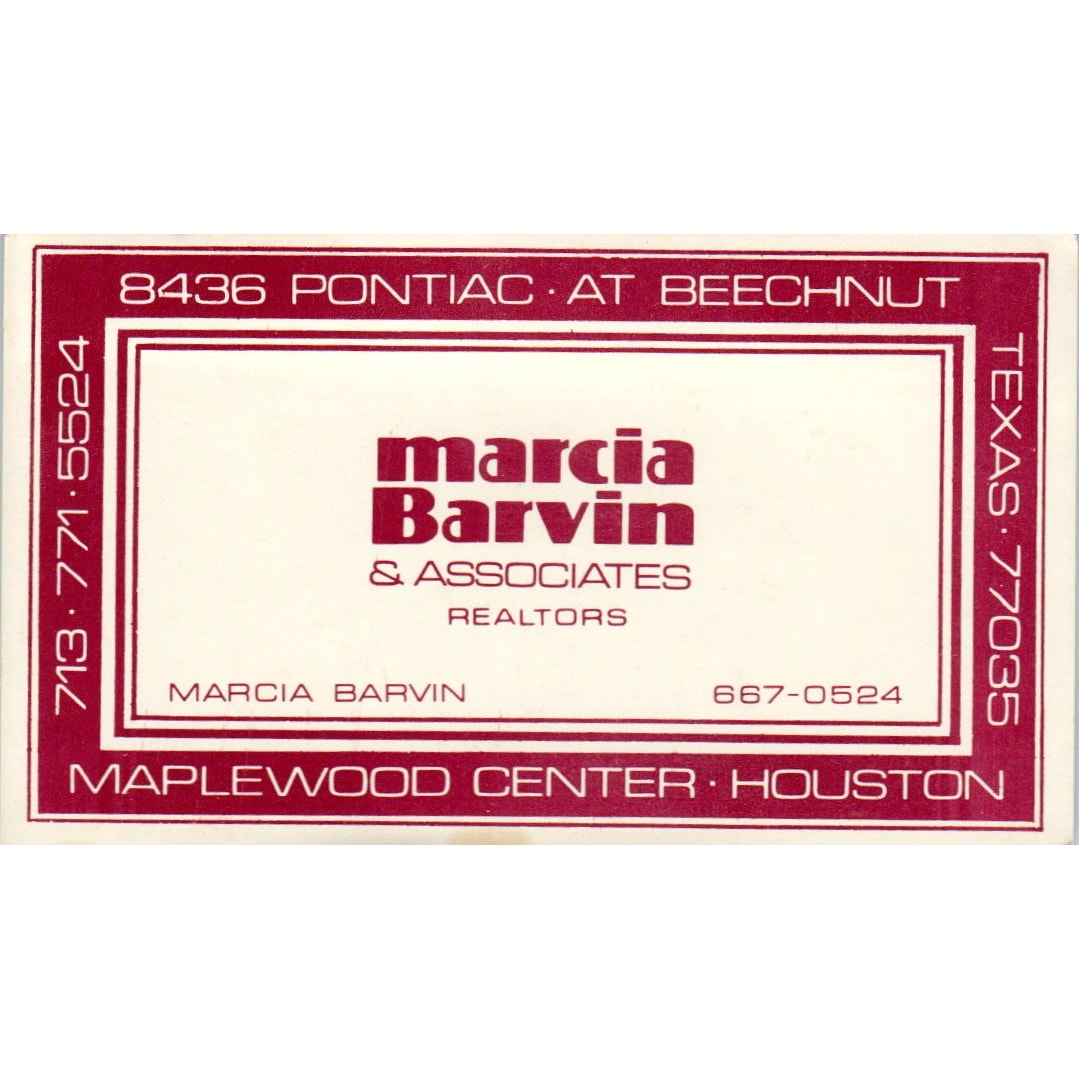 8436 PONTIAC · AT BEECHNUT
marcia
Barvin
& ASSOCIATES
REALTORS
MARCIA BARVIN
667-0524
MAPLEWOOD CENTER · HOUSTON
TEXAS · 77035
713 · 771 · 5524